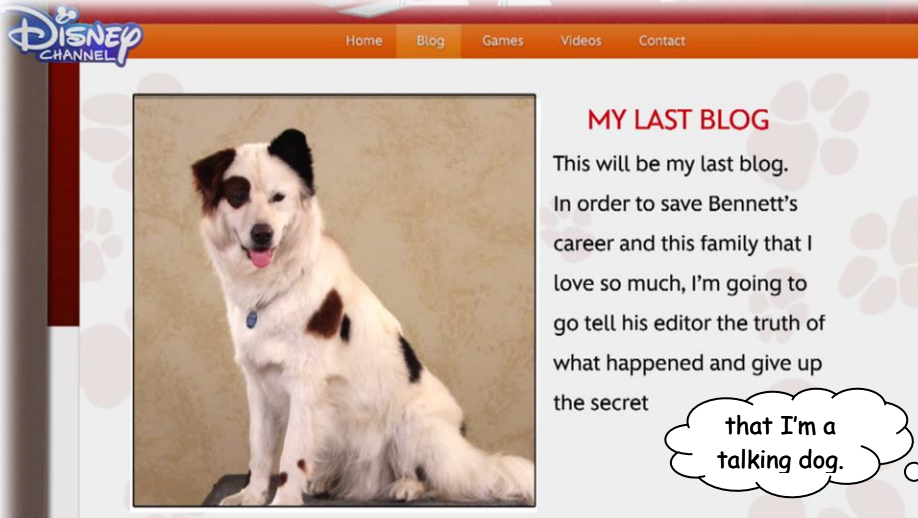 DISNEY
CHANNEL
Home Blog Games Videos Contact
MY LAST BLOG
This will be my last blog.
In order to save Bennett's
career and this family that I
love so much, I'm going to
go tell his editor the truth of
what happened and give up
the secret
that I'm a
talking dog.